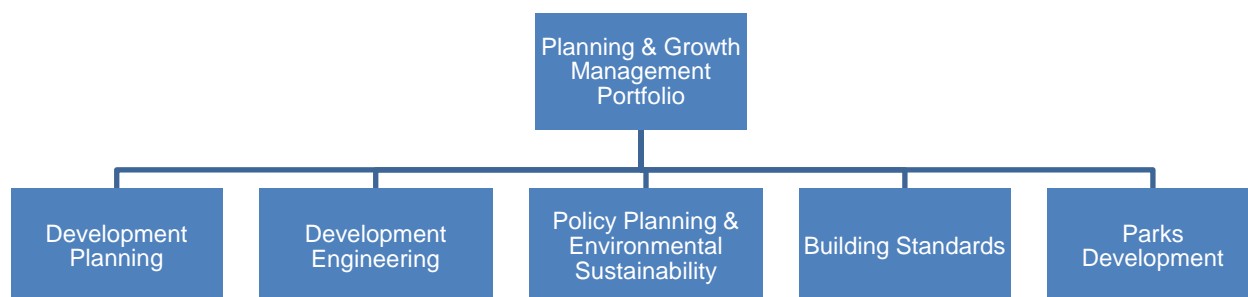 Planning & Growth
Management
Portfolio
Development
Planning
Development
Engineering
Policy Planning &
Environmental
Sustainability
Building Standards
Parks
Development